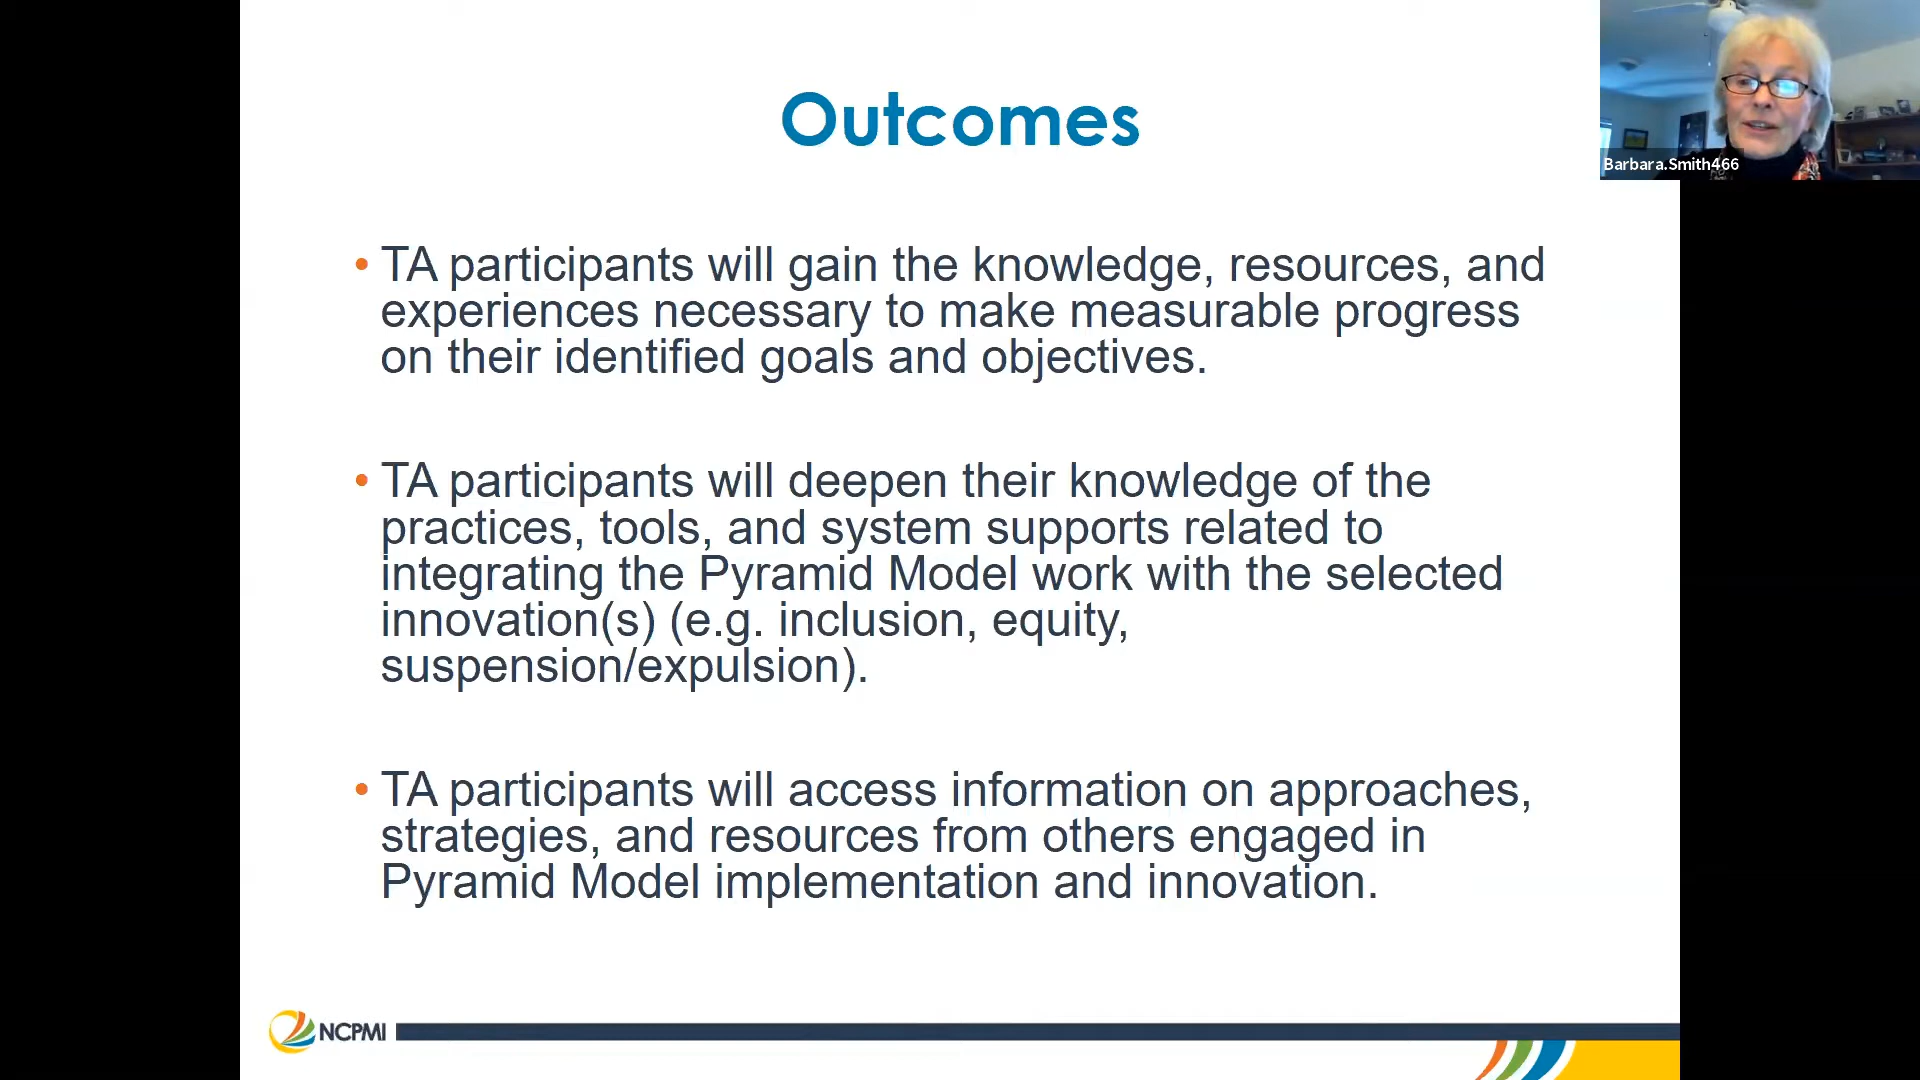 Outcomes
Barbara.Smith466
• TA participants will gain the knowledge, resources, and
experiences necessary to make measurable progress
on their identified goals and objectives.
• TA participants will deepen their knowledge of the
practices, tools, and system supports related to
integrating the Pyramid Model work with the selected
innovation(s) (e.g. inclusion, equity,
suspension/expulsion).
• TA participants will access information on approaches,
strategies, and resources from others engaged in
Pyramid Model implementation and innovation.
NCPMI